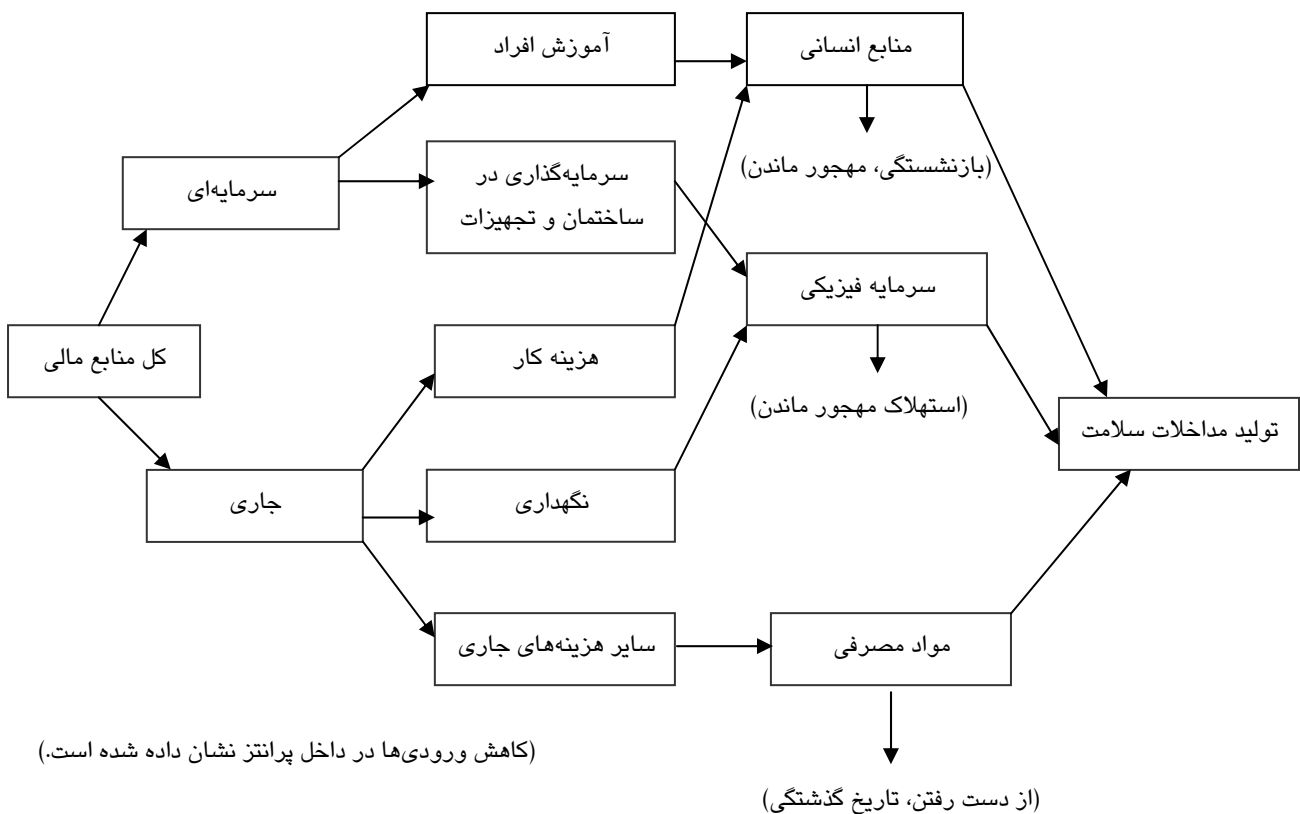 آموزش افراد
منابع انسانی
(بازنشستگی، مهجور ماندن)
سرمایه‌ای
سرمایه‌گذاری در
ساختمان و تجهیزات
سرمایه فیزیکی
کل منابع مالی
هزینه کار
(استهلاک مهجور ماندن)
تولید مداخلات سلامت
جاری
نگهداری
سایر هزینه‌های جاری
مواد مصرفی
(کاهش ورودی‌ها در داخل پرانتز نشان داده شده است.)
(از دست رفتن، تاریخ گذشتگی)